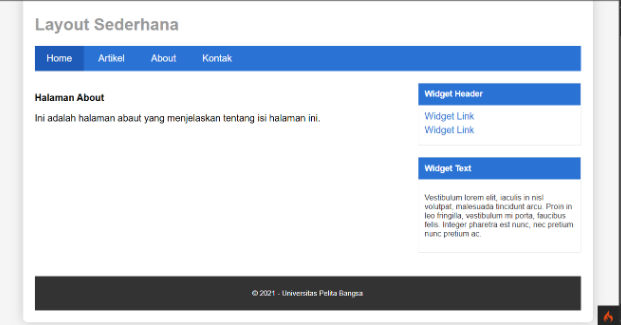 Layout Sederhana
Home Artikel About Kontak
Halaman About
Ini adalah halaman abaut yang menjelaskan tentang isi halaman ini.
Widget Header
Widget Link
Widget Link
Widget Text
Vestibulum lorem elit, iaculis in nisl
volutpat, malesuada tincidunt arcu. Proin in
leo fringilla, vestibulum mi porta, faucibus
felis. Integer pharetra est nunc, nec pretium
nunc pretium ac.
© 2021 - Universitas Pelita Bangsa